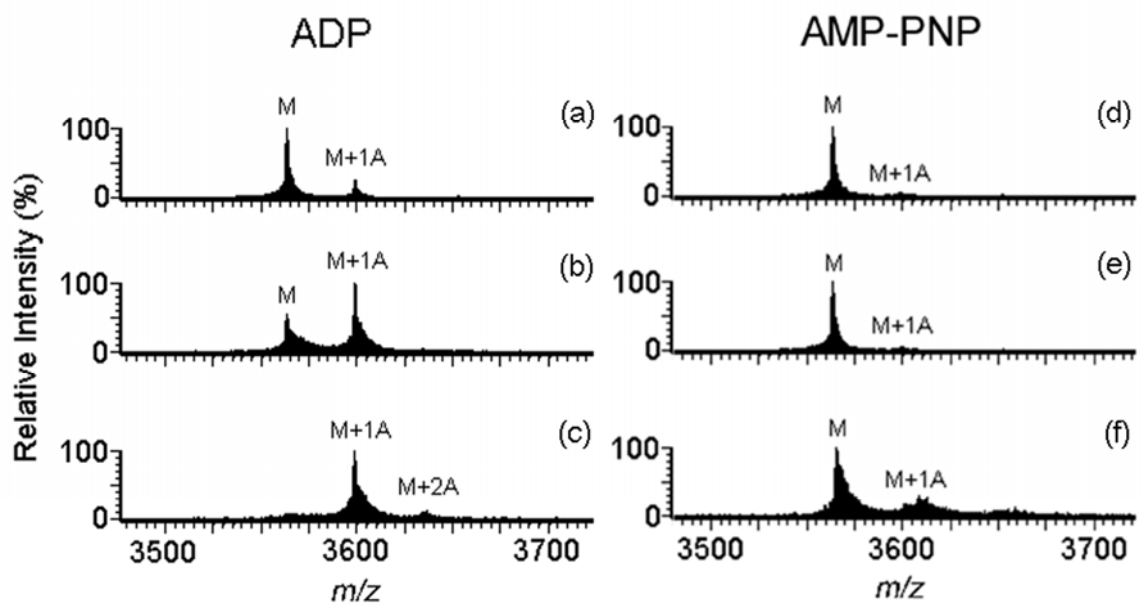 ADP
AMP-PNP
Relative Intensity (%)
(a)
M
M+1A
100
0
(b)
M
M+1A
100
0
(c)
M+1A
M+2A
100
0
3500 3600 3700
m/z
(d)
M
M+1A
100
0
(e)
M
M+1A
100
0
(f)
M
M+1A
100
0
3500 3600 3700
m/z